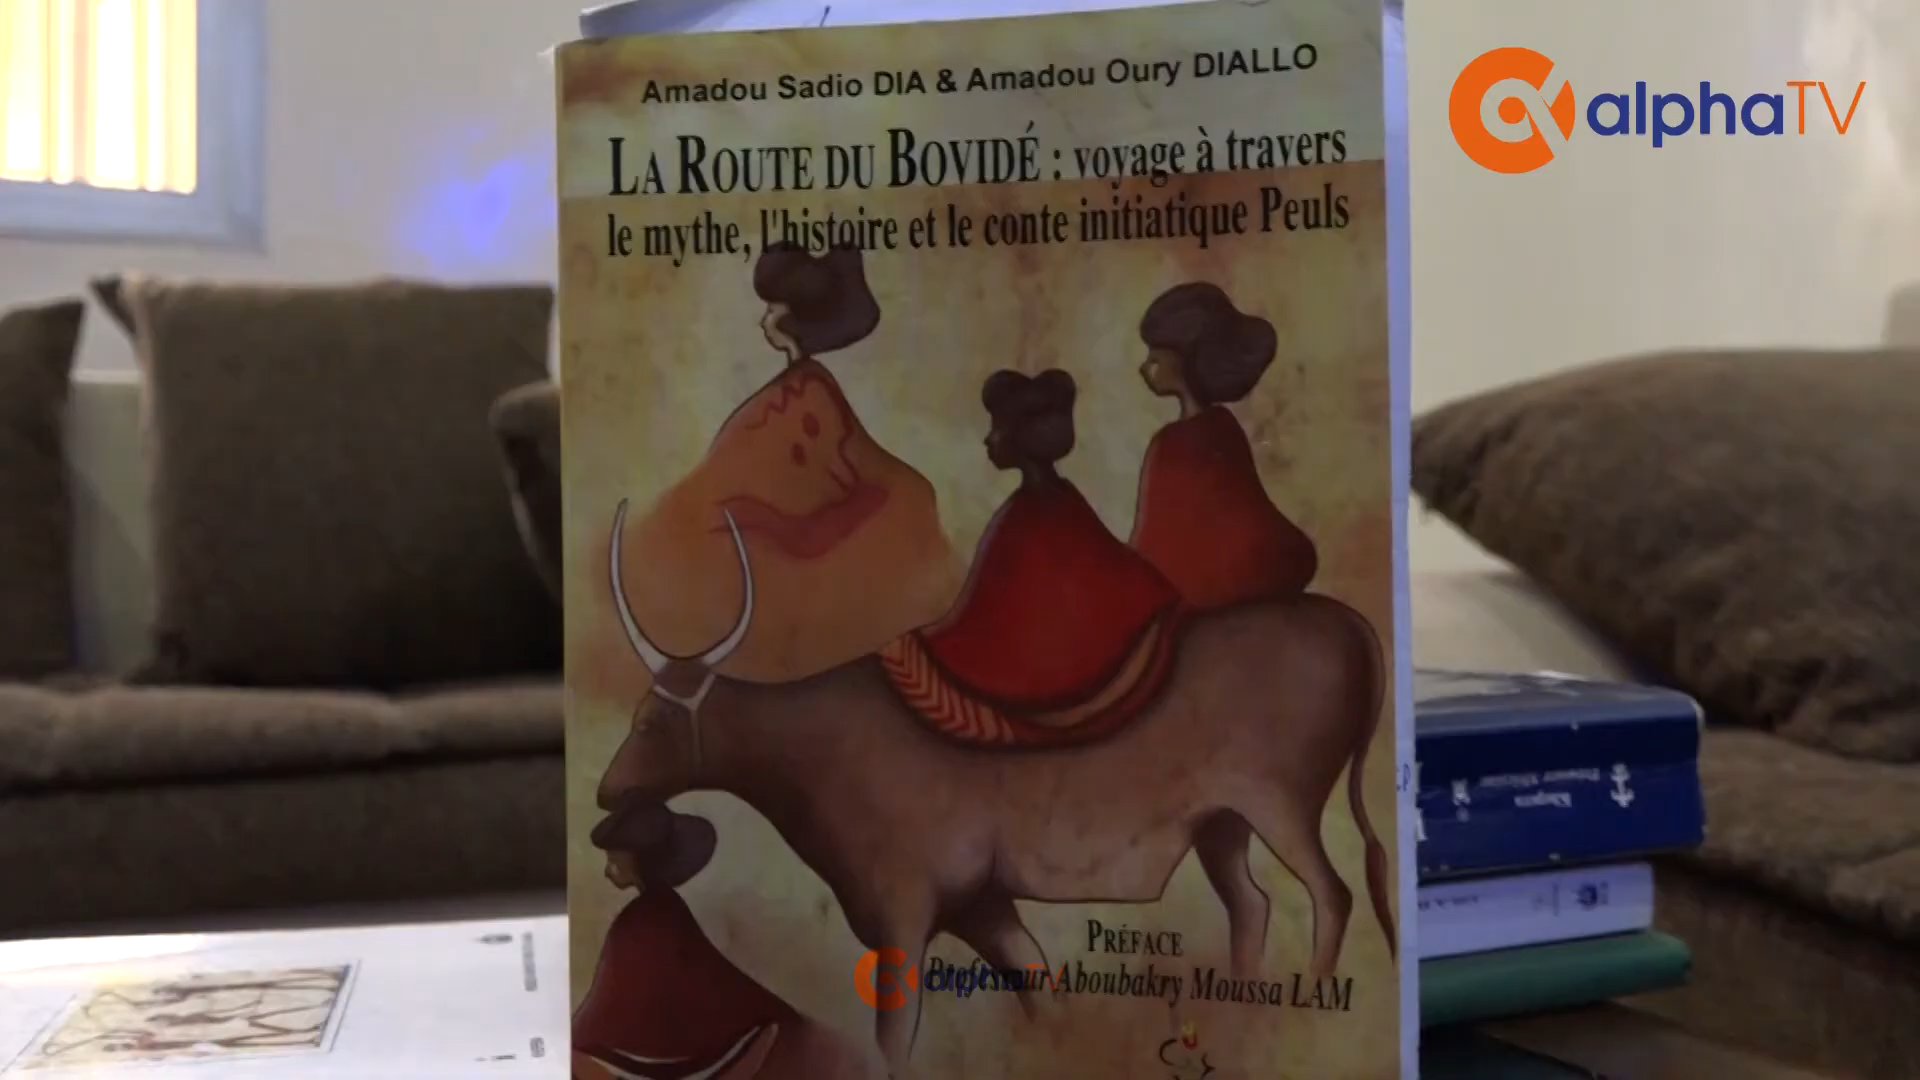 Amadou Sadio DIA & Amadou Oury DIALLO
LA ROUTE DU BOVIDÉ : voyage à travers
le mythe, l'histoire et le conte initiatique Peuls
PRÉFACE
Professeur Aboubakry Moussa LAM
alphaTV